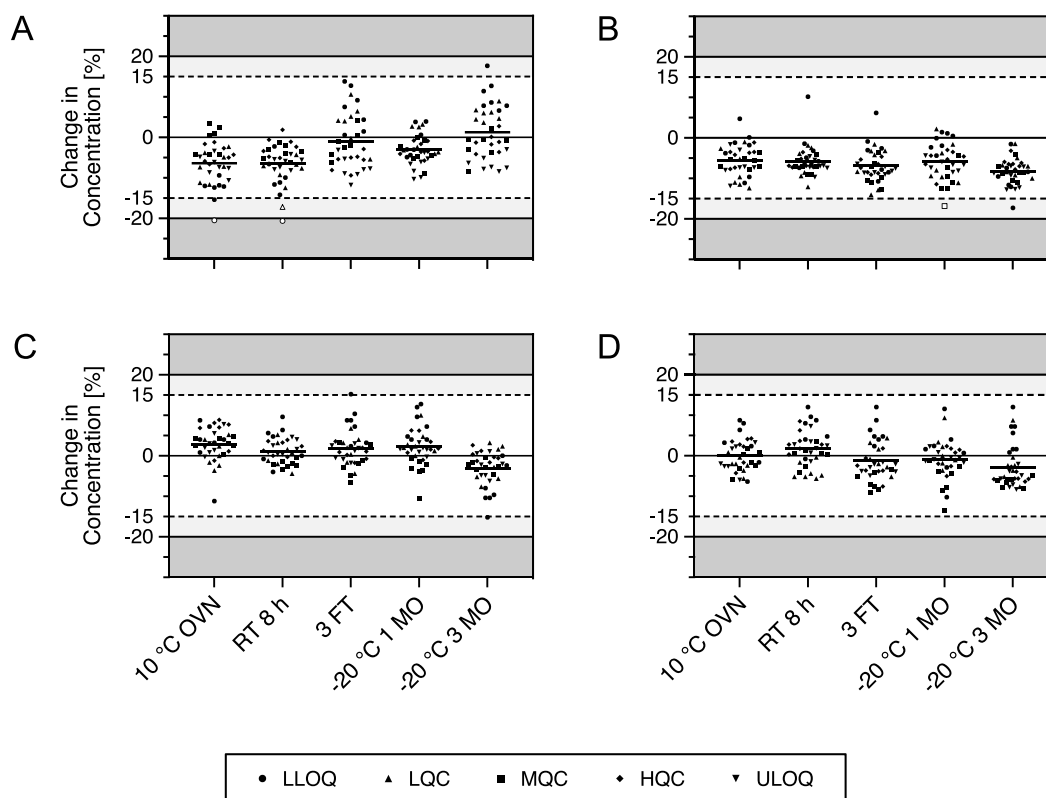 A
B
Change in
Concentration [%]
20
15
0
-15
-20
20
15
0
-15
-20
C
D
Change in
Concentration [%]
20
15
0
-15
-20
20
15
0
-15
-20
10 °C OVN
RT 8 h
3 FT
-20 °C 1 MO
-20 °C 3 MO
10 °C OVN
RT 8 h
3 FT
-20 °C 1 MO
-20 °C 3 MO
LLOQ LQC MQC HQC ULOQ